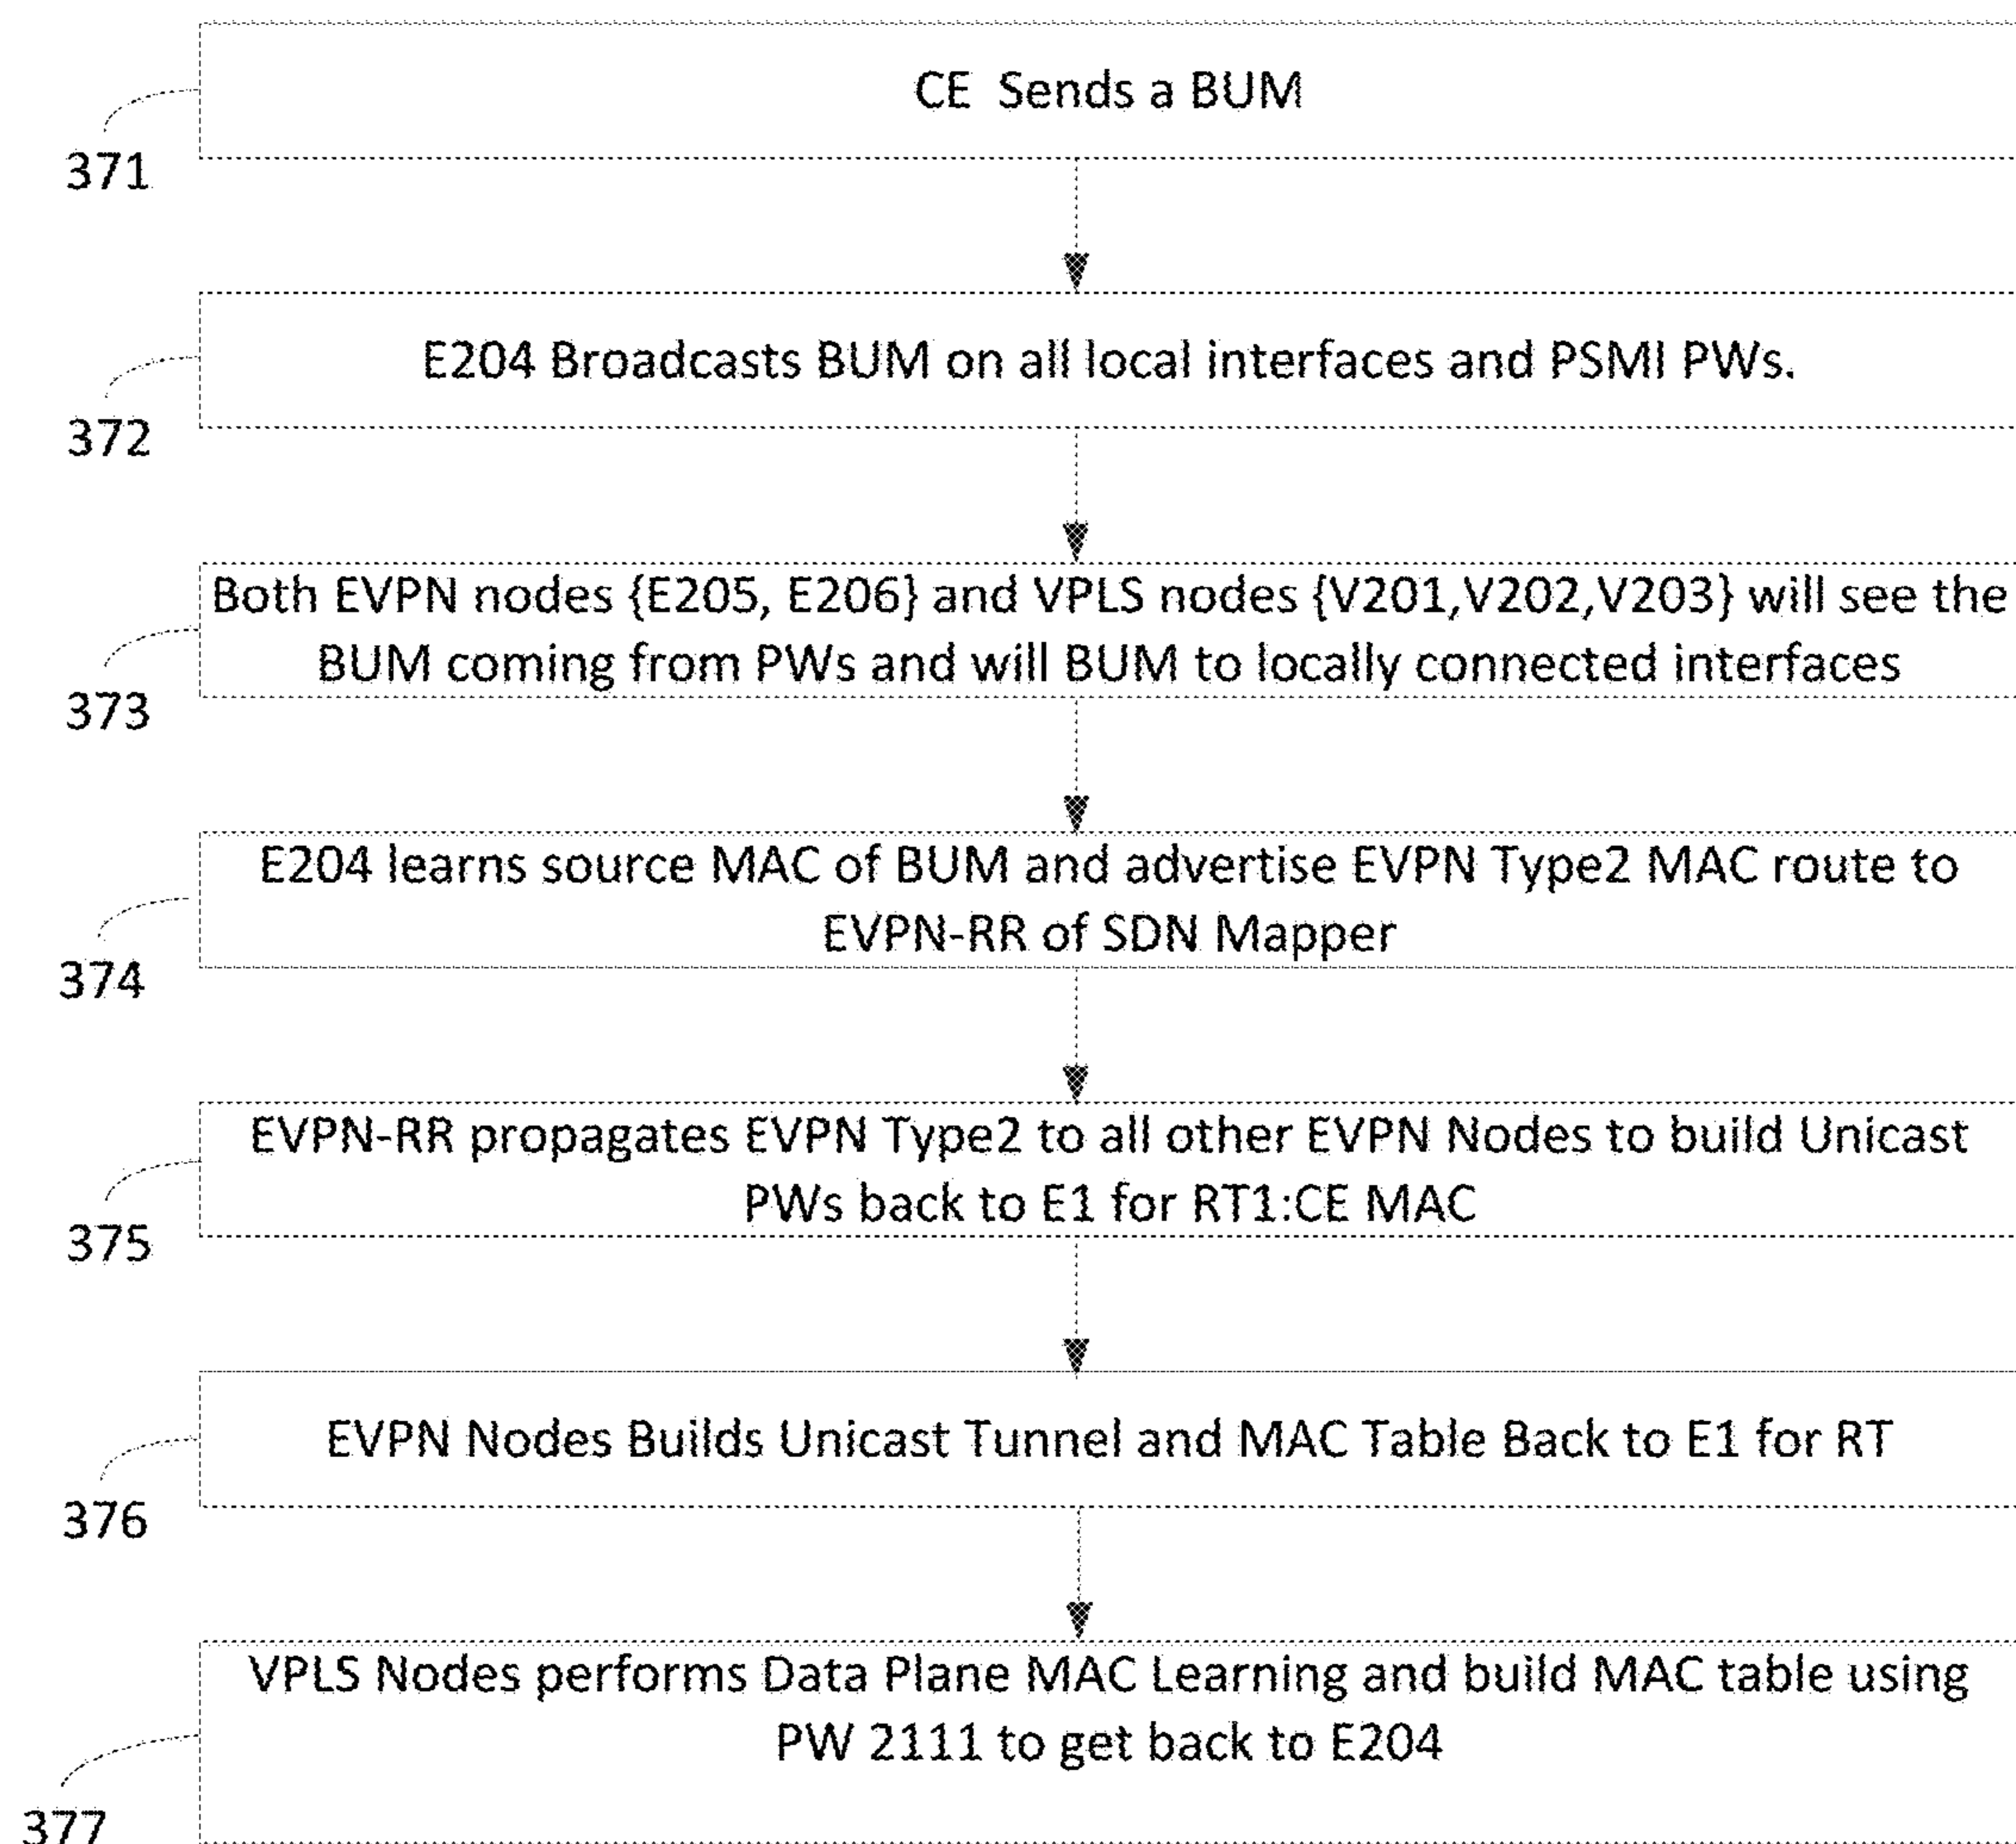 CE Sends a BUM
371
E204 Broadcasts BUM on all local interfaces and PSMI PWs.
372
Both EVPN nodes {E205, E206} and VPLS nodes {V201,V202,V203} will see the
BUM coming from PWs and will BUM to locally connected interfaces
373
E204 learns source MAC of BUM and advertise EVPN Type2 MAC route to
EVPN-RR of SDN Mapper
374
EVPN-RR propagates EVPN Type2 to all other EVPN Nodes to build Unicast
PWs back to E1 for RT1:CE MAC
375
EVPN Nodes Builds Unicast Tunnel and MAC Table Back to E1 for RT
376
VPLS Nodes performs Data Plane MAC Learning and build MAC table using
PW 2111 to get back to E204
377